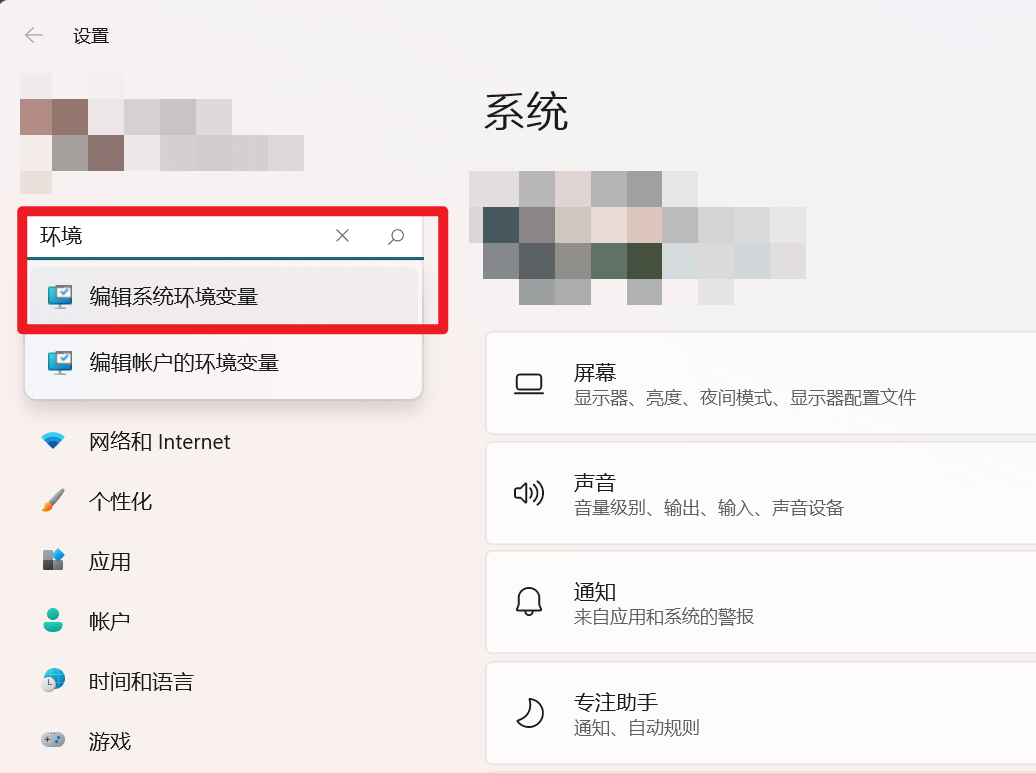 设置
环境
编辑系统环境变量
编辑帐户的环境变量
网络和 Internet
个性化
应用
帐户
时间和语言
游戏
系统
屏幕
显示器、亮度、夜间模式、显示器配置文件
声音
音量级别、输出、输入、声音设备
通知
来自应用和系统的警报
专注助手
通知、自动规则